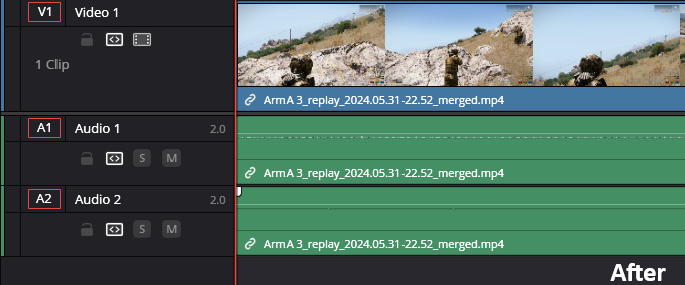 V1 Video 1
1 Clip
ArmA 3_replay_2024.05.31-22.52_merged.mp4
A1 Audio 1 2.0
S M
ArmA 3_replay_2024.05.31-22.52_merged.mp4
A2 Audio 2 2.0
S M
ArmA 3_replay_2024.05.31-22.52_merged.mp4
After